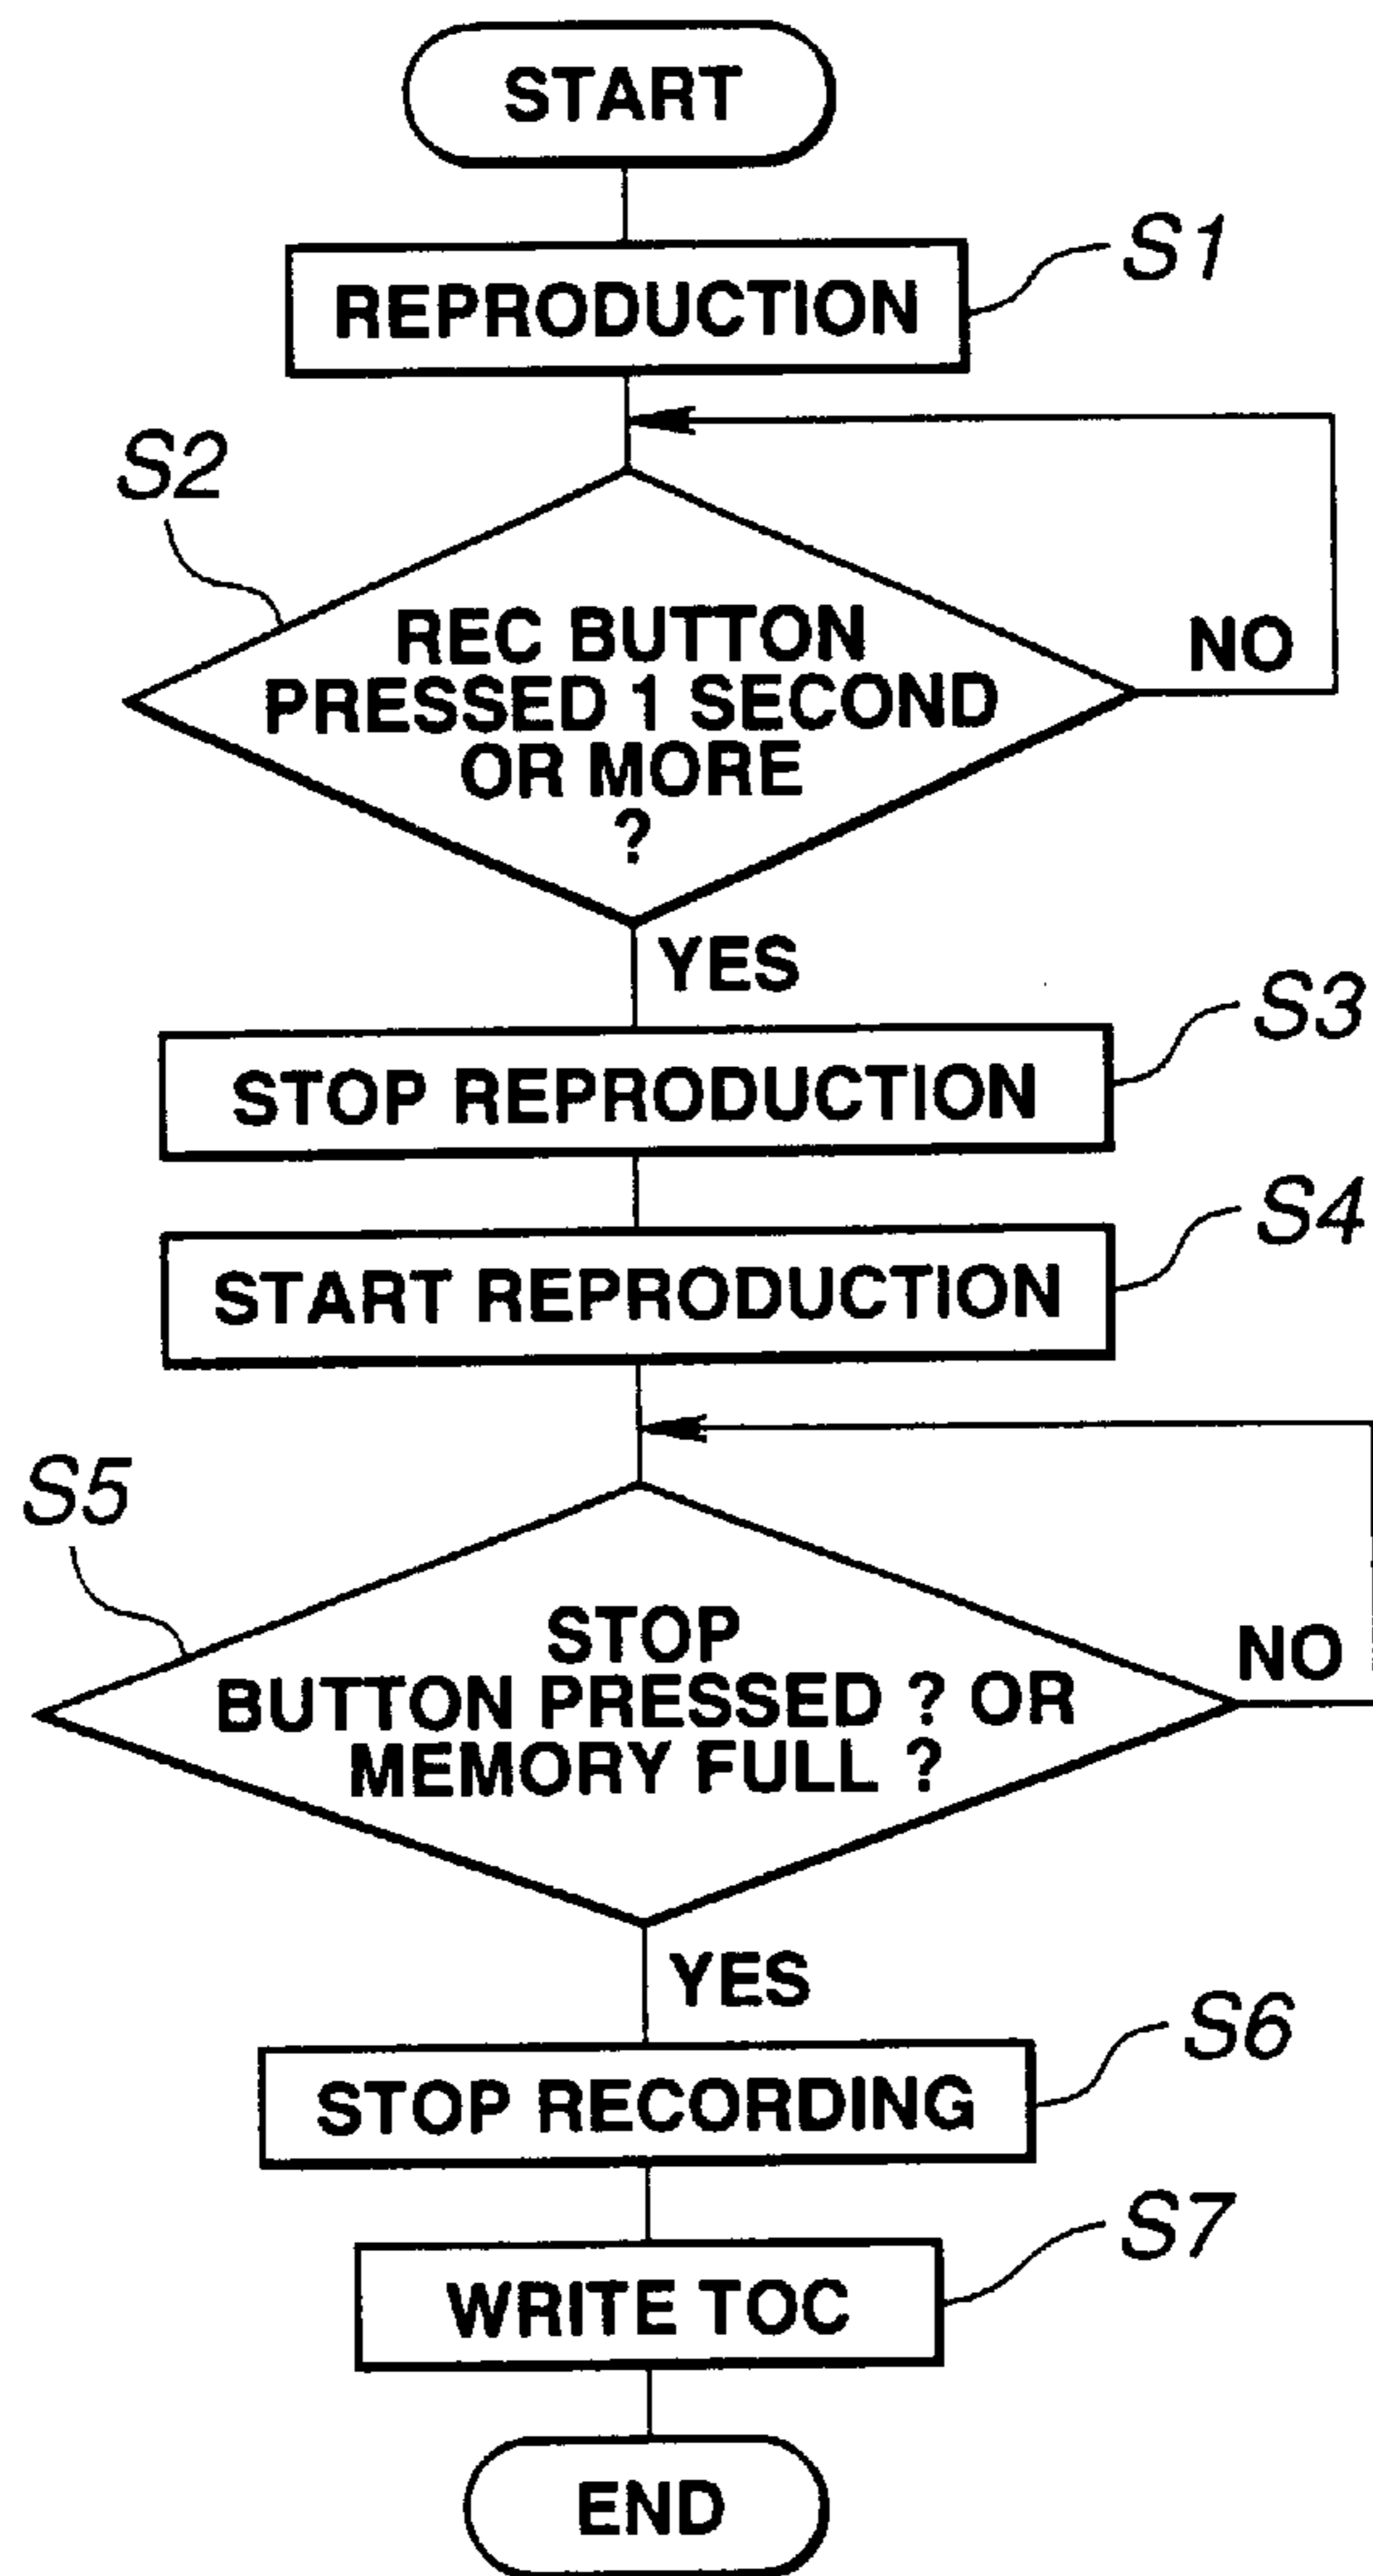 START
REPRODUCTION
S1
S2
REC BUTTON
PRESSED 1 SECOND
OR MORE
?
NO
YES
S3
STOP REPRODUCTION
S4
START REPRODUCTION
S5
STOP
BUTTON PRESSED ? OR
MEMORY FULL ?
NO
YES
S6
STOP RECORDING
S7
WRITE TOC
END